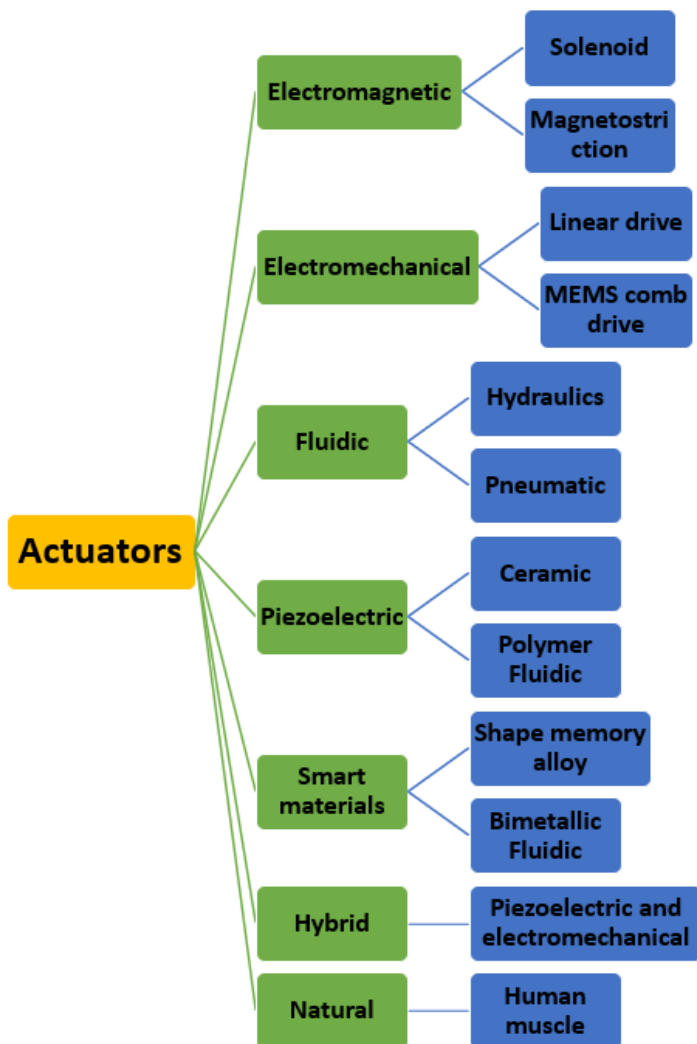 Actuators
Electromagnetic
Solenoid
Magnetostri
ction
Electromechanical
Linear drive
MEMS comb
drive
Fluidic
Hydraulics
Pneumatic
Piezoelectric
Ceramic
Polymer
Fluidic
Smart
materials
Shape memory
alloy
Bimetallic
Fluidic
Hybrid
Piezoelectric and
electromechanical
Natural
Human
muscle